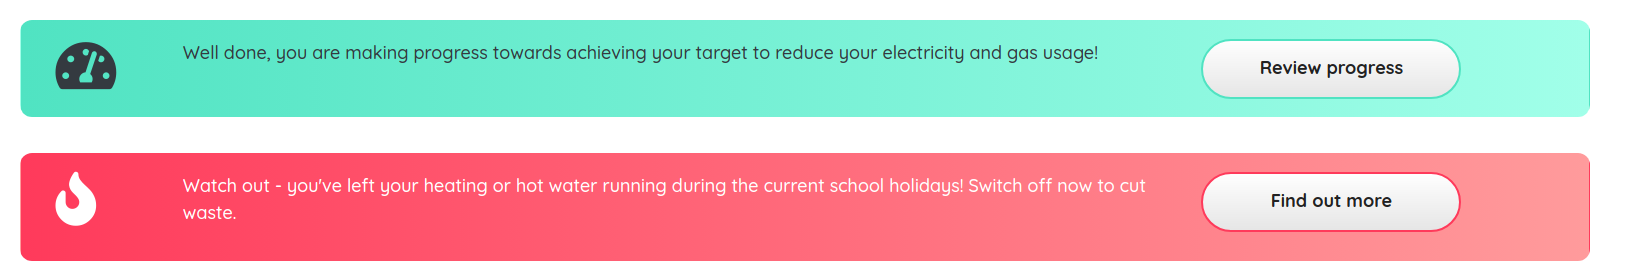 Well done, you are making progress towards achieving your target to reduce your electricity and gas usage!
Review progress
Watch out - you've left your heating or hot water running during the current school holidays! Switch off now to cut
waste.
Find out more